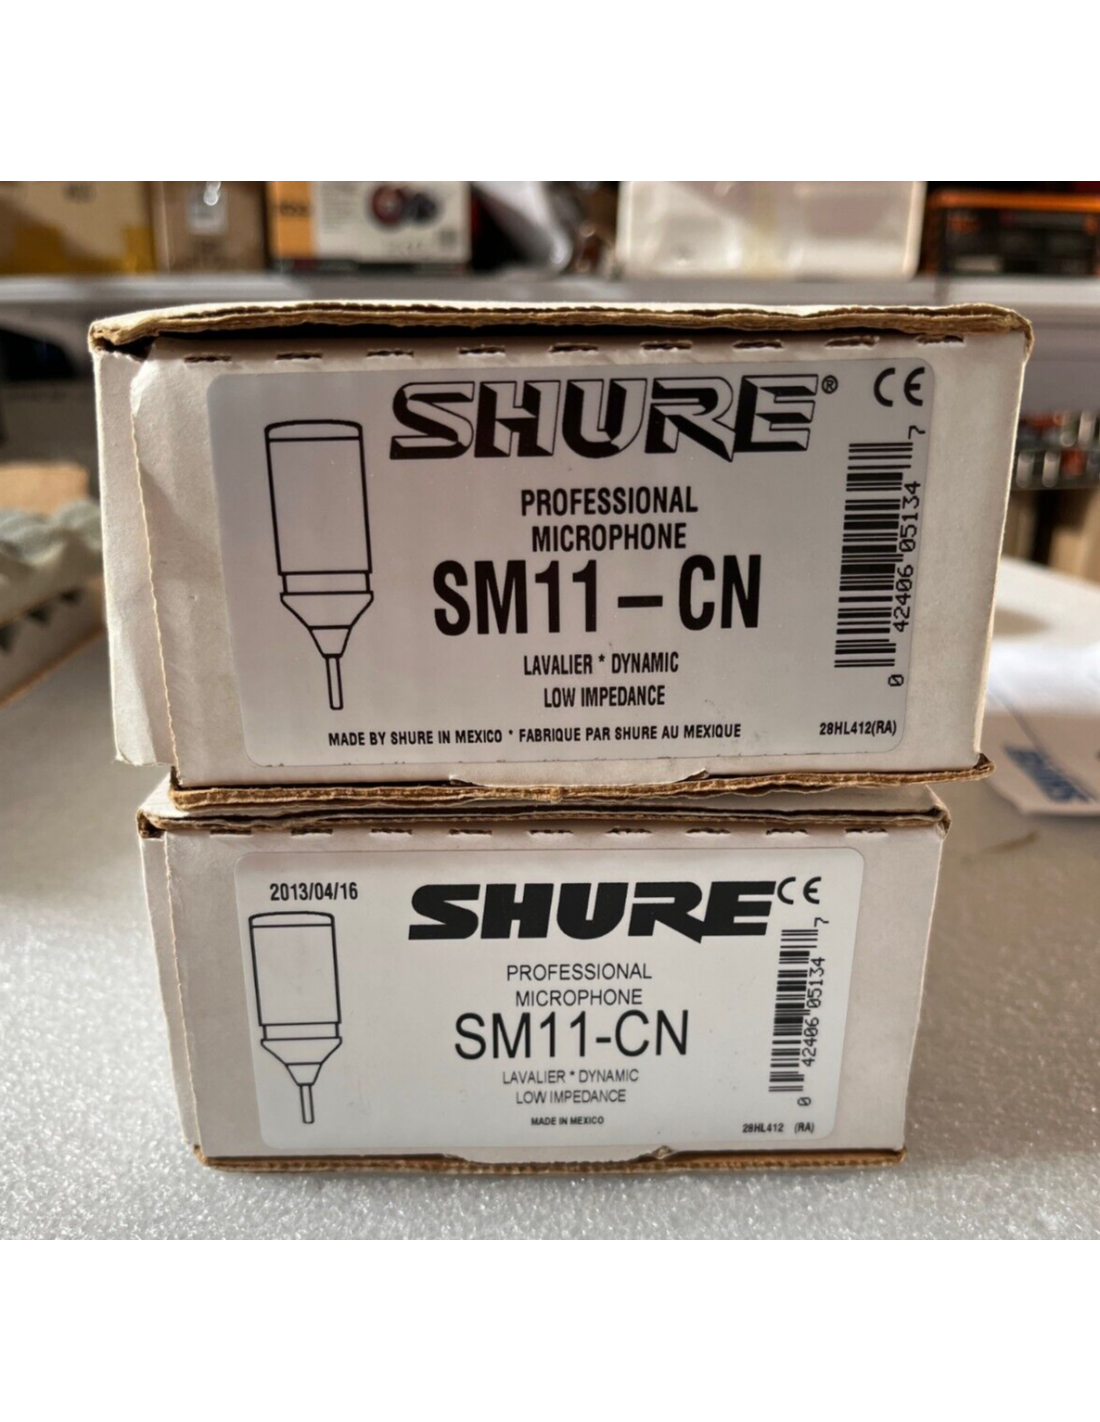 SHURE®
CE
PROFESSIONAL
MICROPHONE
SM11-CN
LAVALIER * DYNAMIC
LOW IMPEDANCE
MADE BY SHURE IN MEXICO * FABRIQUE PAR SHURE AU MEXIQUE
28HL412(RA)
0 42406 05134 7
2013/04/16
SHURE
CE
PROFESSIONAL
MICROPHONE
SM11-CN
LAVALIER * DYNAMIC
LOW IMPEDANCE
MADE IN MEXICO
28HL412 (RA)
0 42406 05134 7
SHURE